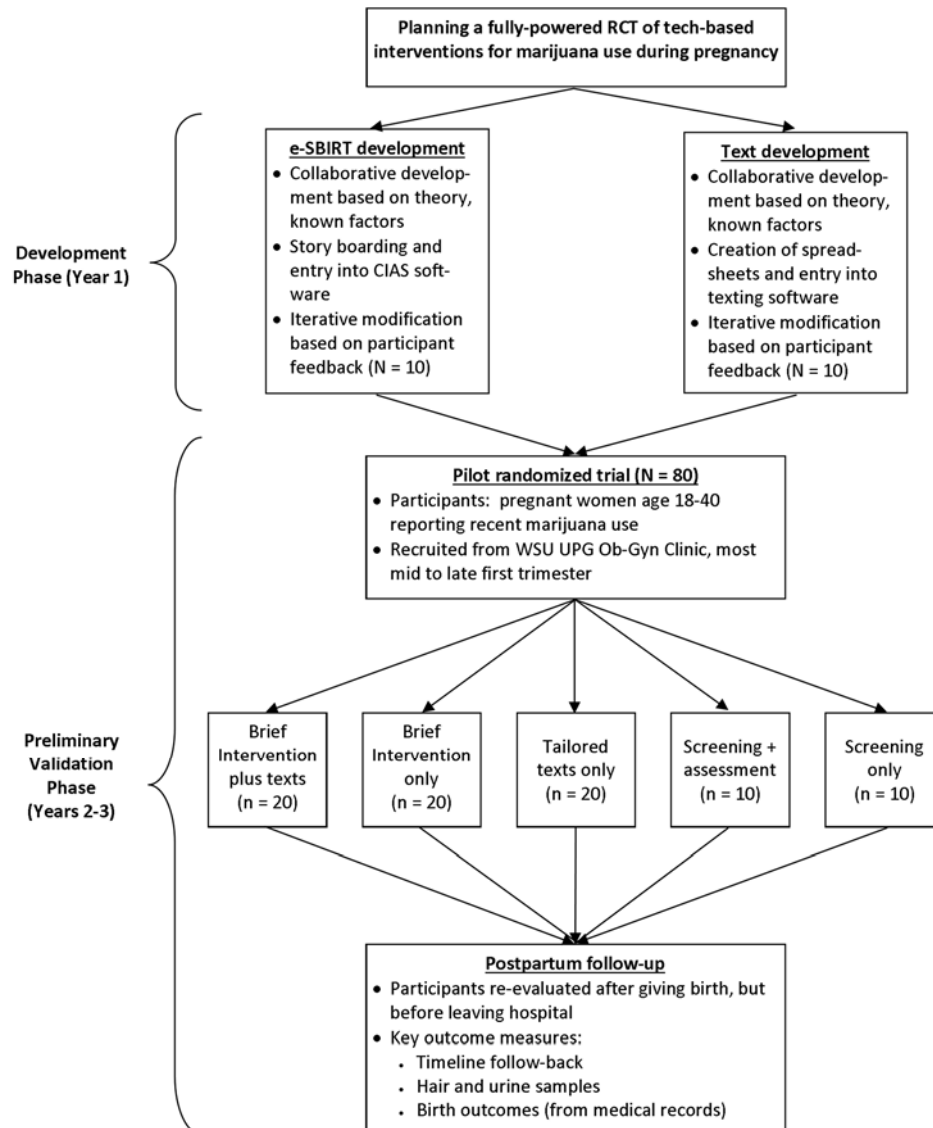 Planning a fully-powered RCT of tech-based
interventions for marijuana use during pregnancy
Development
Phase (Year 1)
e-SBIRT development
• Collaborative develop-
ment based on theory,
known factors
• Story boarding and
entry into CIAS soft-
ware
• Iterative modification
based on participant
feedback (N = 10)
Text development
• Collaborative develop-
ment based on theory,
known factors
• Creation of spread-
sheets and entry into
texting software
• Iterative modification
based on participant
feedback (N = 10)
Preliminary
Validation
Phase
(Years 2-3)
Pilot randomized trial (N = 80)
• Participants: pregnant women age 18-40
reporting recent marijuana use
• Recruited from WSU UPG Ob-Gyn Clinic, most
mid to late first trimester
Brief
Intervention
plus texts
(n = 20)
Brief
Intervention
only
(n = 20)
Tailored
texts only
(n = 20)
Screening +
assessment
(n = 10)
Screening
only
(n = 10)
Postpartum follow-up
• Participants re-evaluated after giving birth, but
before leaving hospital
• Key outcome measures:
• Timeline follow-back
• Hair and urine samples
• Birth outcomes (from medical records)